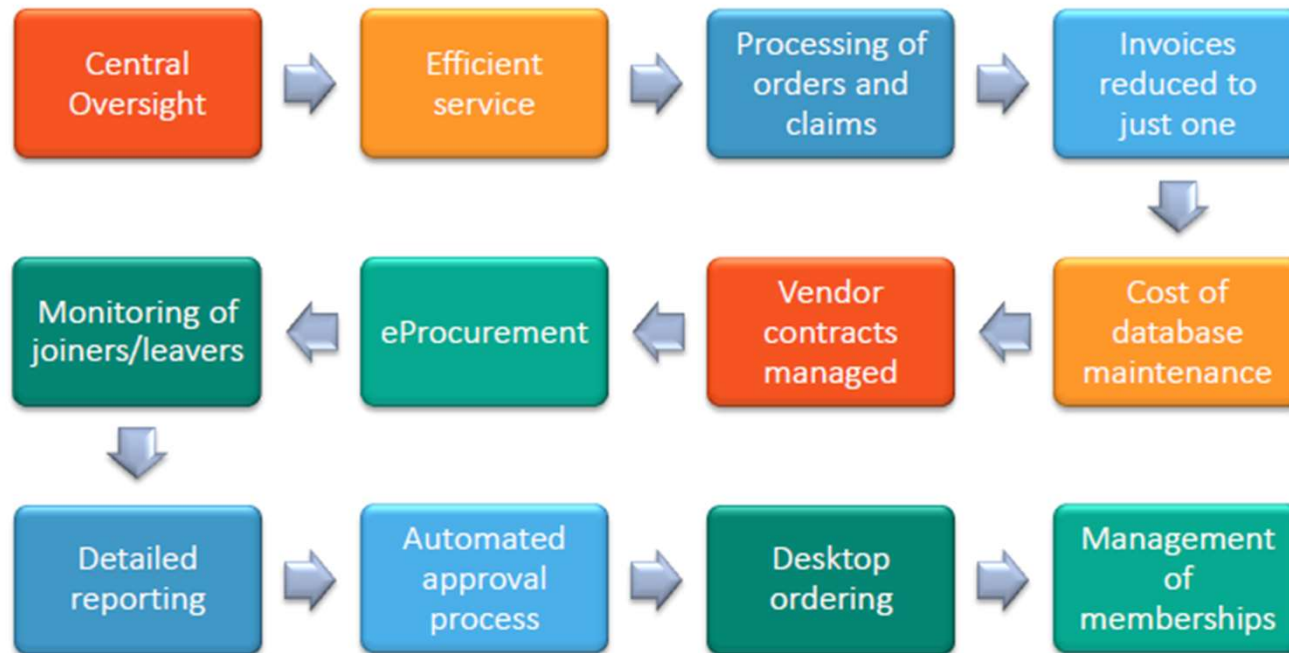 Central
Oversight
Efficient
service
Processing of
orders and
claims
Invoices
reduced to
just one
Cost of
database
maintenance
Vendor
contracts
managed
eProcurement
Monitoring of
joiners/leavers
Detailed
reporting
Automated
approval
process
Desktop
ordering
Management
of
memberships